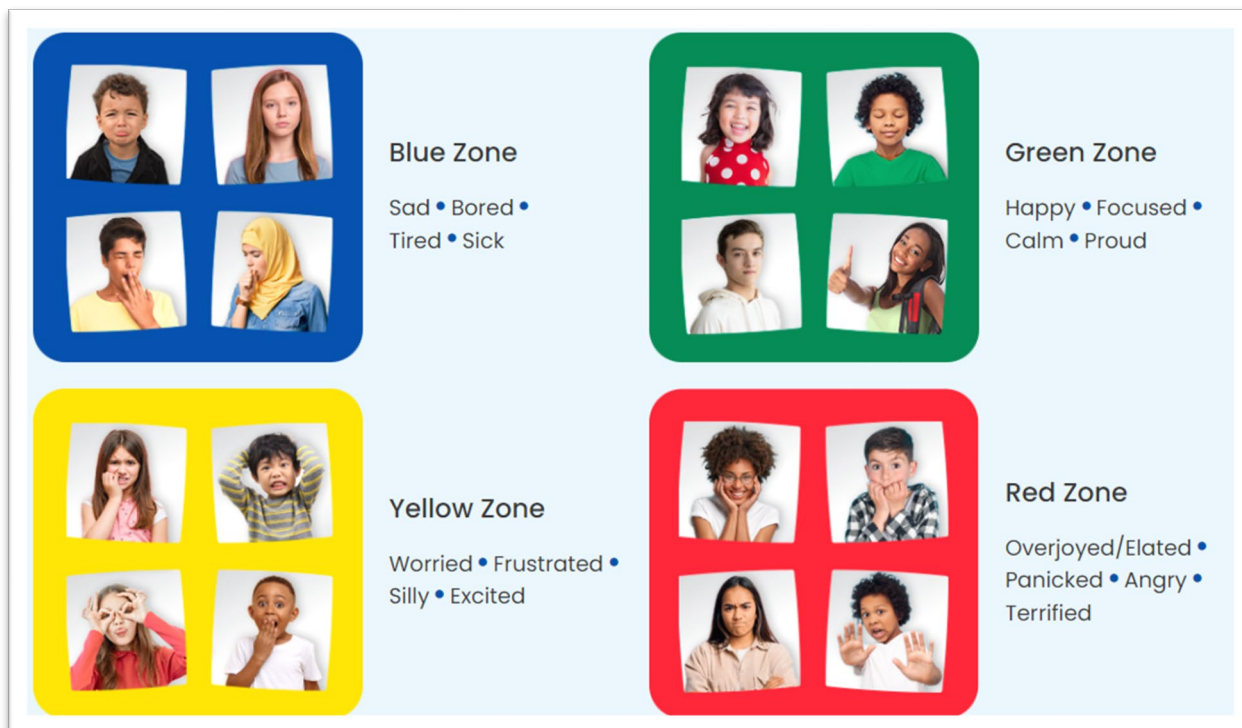 Blue Zone
Sad • Bored •
Tired • Sick
Green Zone
Happy • Focused •
Calm • Proud
Yellow Zone
Worried • Frustrated •
Silly • Excited
Red Zone
Overjoyed/Elated •
Panicked • Angry •
Terrified